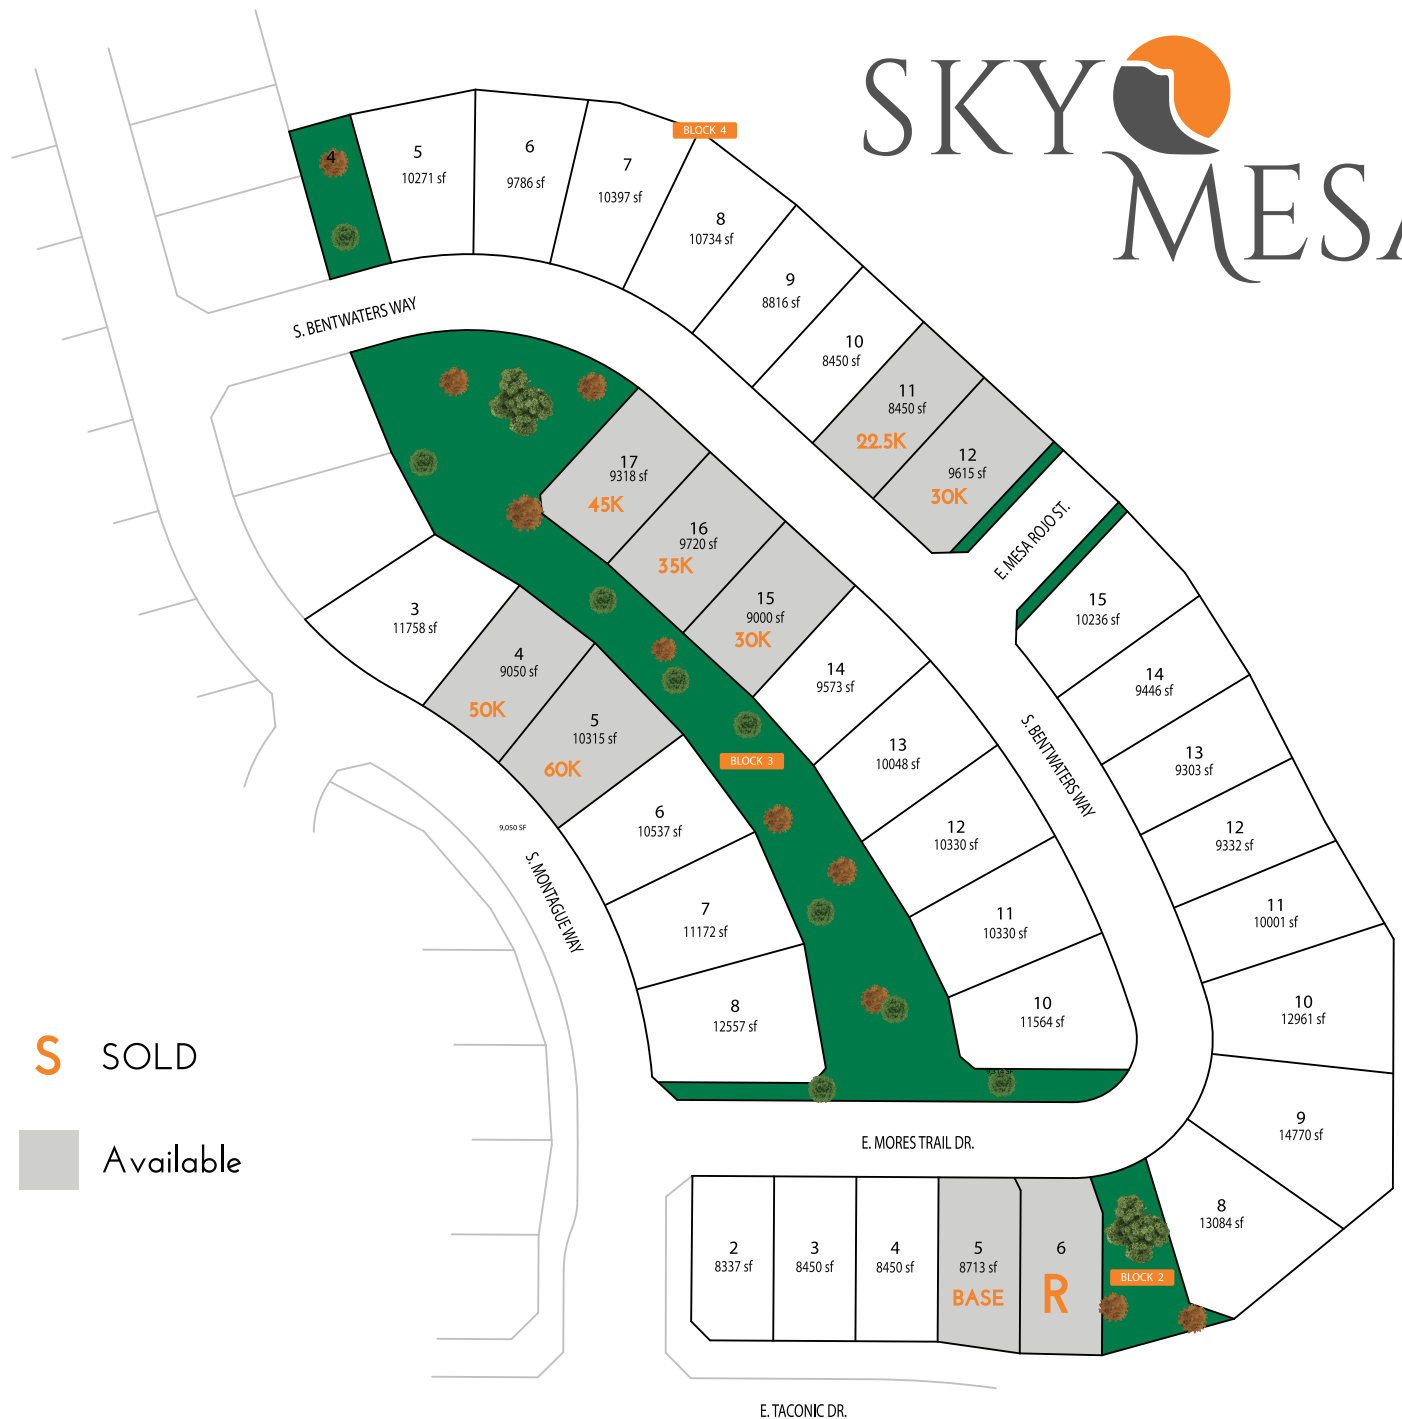 SKY
MESA
BLOCK 4
4
5
10271 sf
6
9786 sf
7
10397 sf
8
10734 sf
9
8816 sf
10
8450 sf
11
8450 sf
22.5K
12
9615 sf
30K
S. BENTWATERS WAY
E. MESA ROJO ST.
17
9318 sf
45K
16
9720 sf
35K
15
9000 sf
30K
14
9573 sf
13
10048 sf
12
10330 sf
11
10330 sf
10
11564 sf
3
11758 sf
4
9050 sf
50K
5
10315 sf
60K
6
10537 sf
7
11172 sf
8
12557 sf
BLOCK 3
9,050 SF
S. MONTAGUE WAY
S. BENTWATERS WAY
15
10236 sf
14
9446 sf
13
9303 sf
12
9332 sf
11
10001 sf
10
12961 sf
9
14770 sf
8
13084 sf
S SOLD
Available
E. MORES TRAIL DR.
2
8337 sf
3
8450 sf
4
8450 sf
5
8713 sf
BASE
6
R
BLOCK 2
E. TACONIC DR.